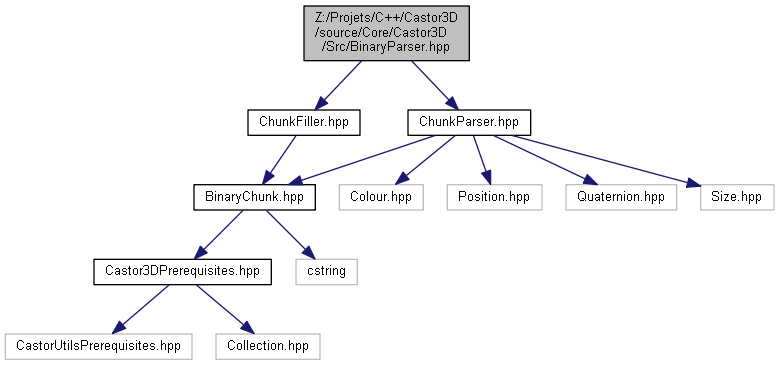 Z:/Projets/C++/Castor3D
/source/Core/Castor3D
/Src/BinaryParser.hpp
ChunkFiller.hpp
ChunkParser.hpp
BinaryChunk.hpp
Colour.hpp
Position.hpp
Quaternion.hpp
Size.hpp
Castor3DPrerequisites.hpp
cstring
CastorUtilsPrerequisites.hpp
Collection.hpp